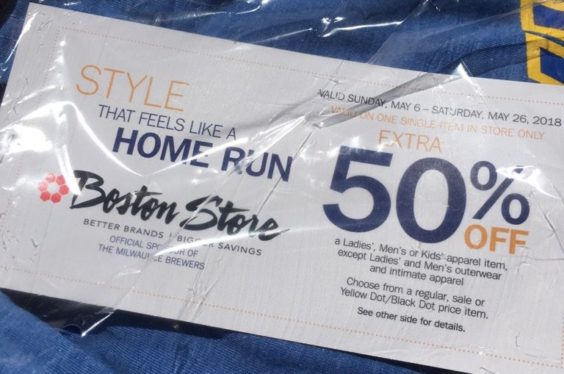 STYLE
THAT FEELS LIKE A
HOME RUN
Boston Store
BETTER BRANDS | BIGGER SAVINGS
OFFICIAL SPONSOR OF
THE MILWAUKEE BREWERS
VALID SUNDAY, MAY 6 – SATURDAY, MAY 26, 2018
VALID ON ONE SINGLE ITEM IN STORE ONLY
EXTRA
50% OFF
a Ladies', Men's or Kids' apparel item,
except Ladies' and Men's outerwear
and intimate apparel
Choose from a regular, sale or
Yellow Dot/Black Dot price item.
See other side for details.